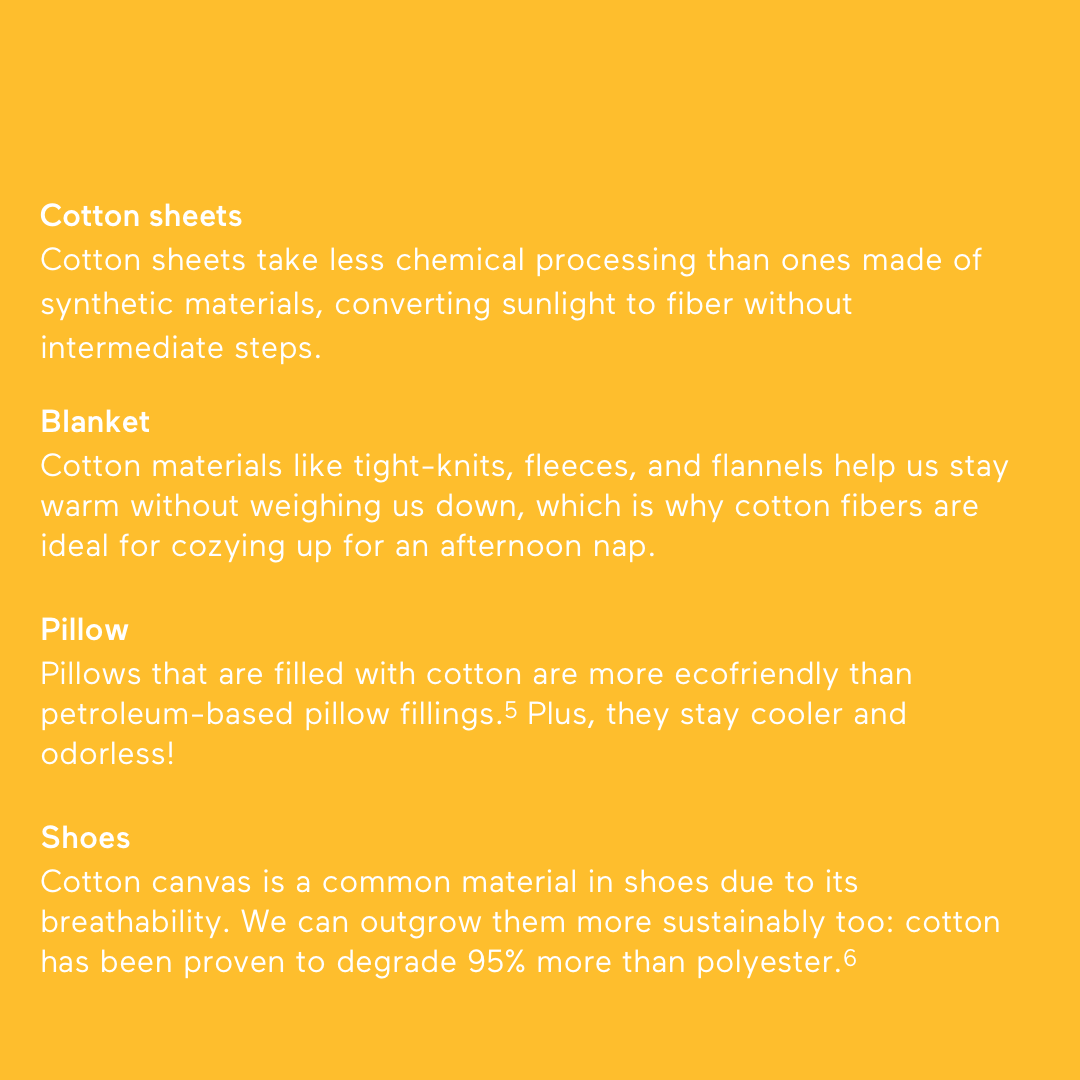 Cotton sheets
Cotton sheets take less chemical processing than ones made of
synthetic materials, converting sunlight to fiber without
intermediate steps.
Blanket
Cotton materials like tight-knits, fleeces, and flannels help us stay
warm without weighing us down, which is why cotton fibers are
ideal for cozying up for an afternoon nap.
Pillow
Pillows that are filled with cotton are more ecofriendly than
petroleum-based pillow fillings.⁵ Plus, they stay cooler and
odorless!
Shoes
Cotton canvas is a common material in shoes due to its
breathability. We can outgrow them more sustainably too: cotton
has been proven to degrade 95% more than polyester.⁶